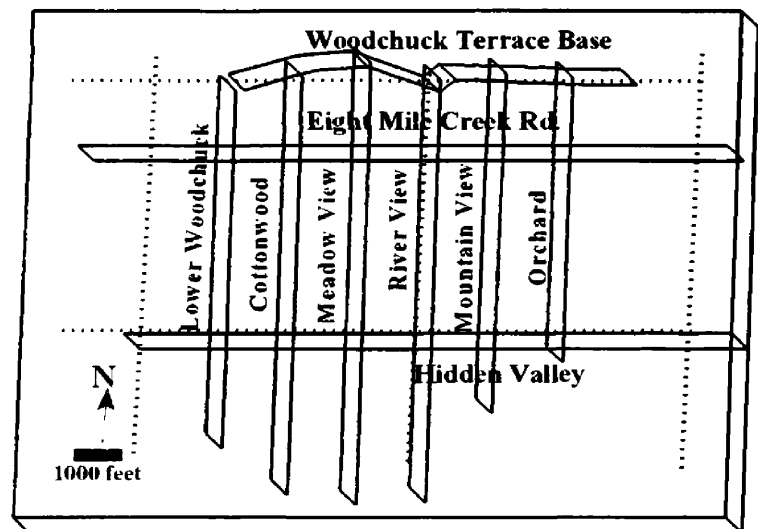 Woodchuck Terrace Base
Eight Mile Creek Rd.
Lower Woodchuck
Cottonwood
Meadow View
River View
Mountain View
Orchard
Hidden Valley
N
1000 feet